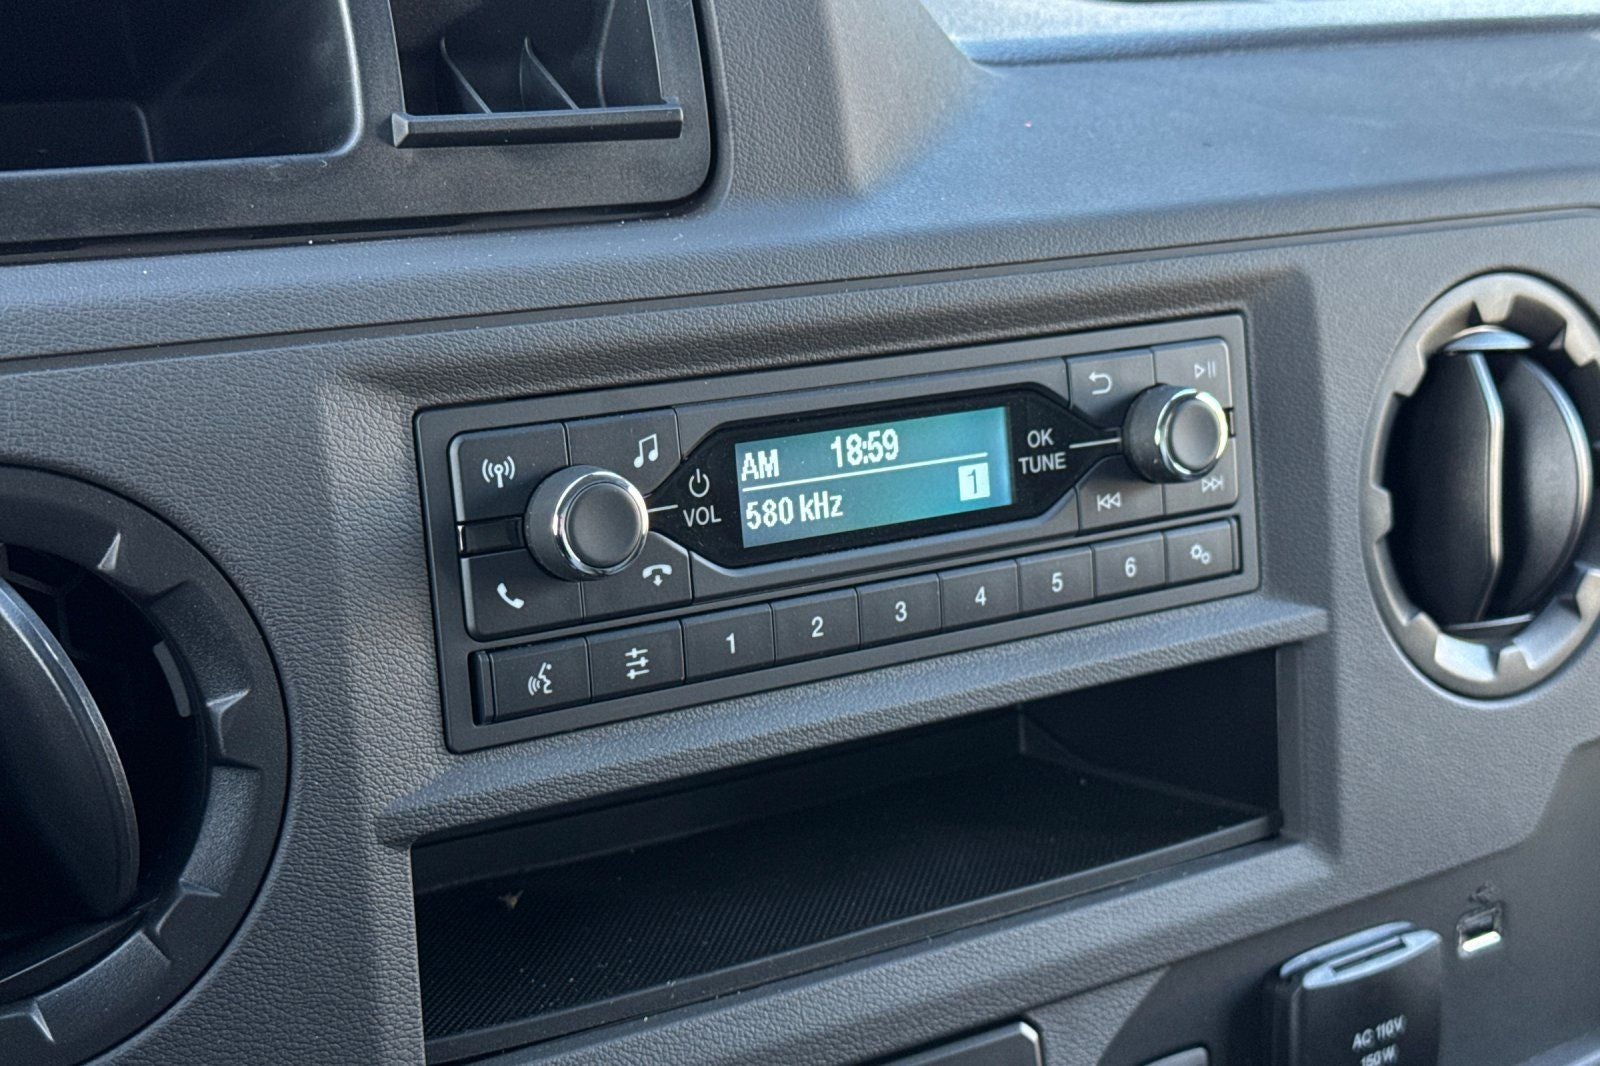 AM 18:59
580 kHz 1
VOL
OK
TUNE
1 2 3 4 5 6
AC 110V
150W